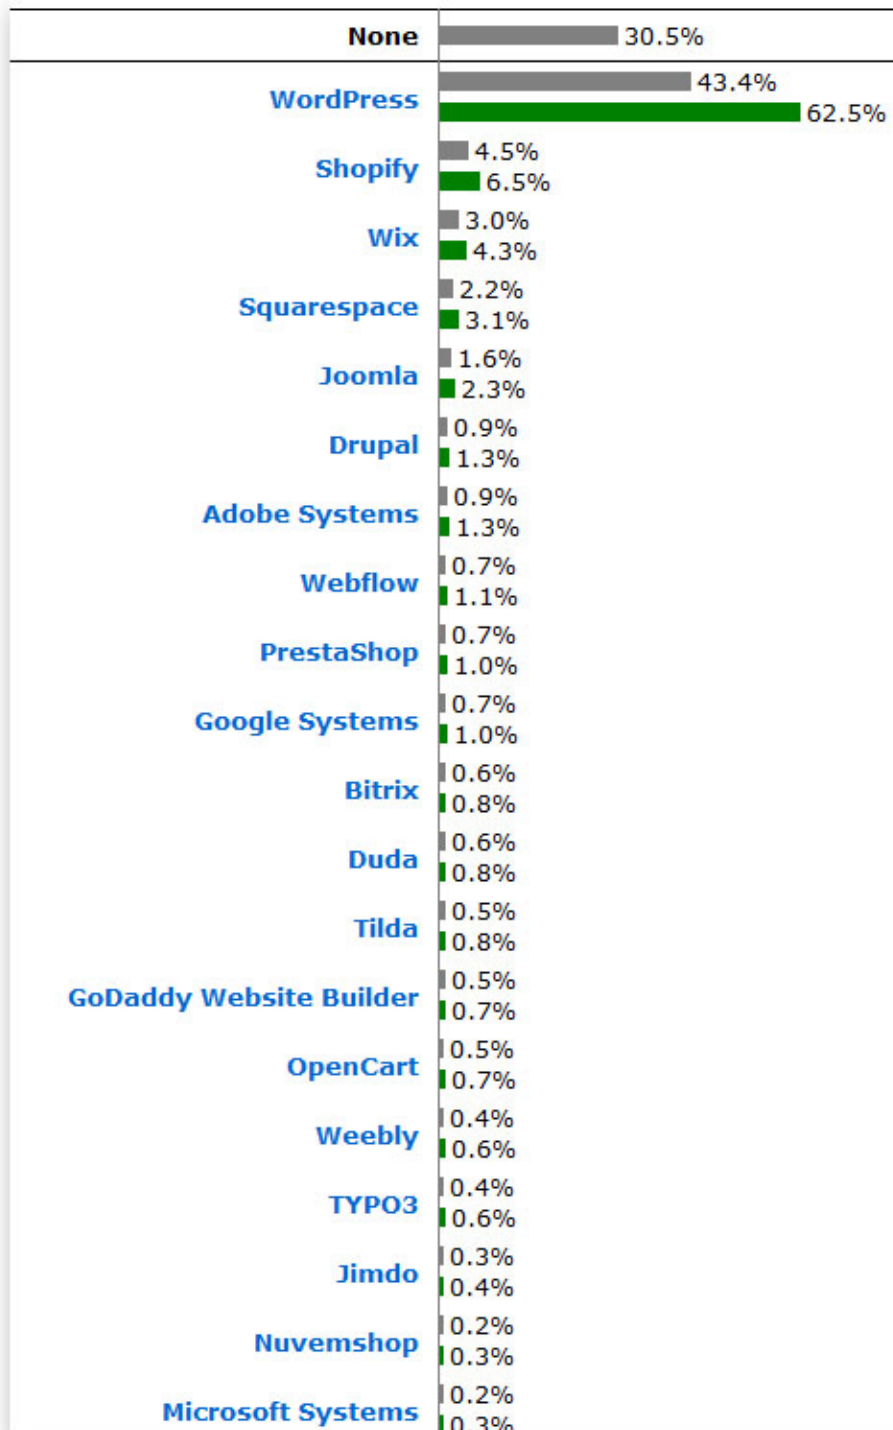 None 30.5%
WordPress 43.4%
62.5%
Shopify 4.5%
6.5%
Wix 3.0%
4.3%
Squarespace 2.2%
3.1%
Joomla 1.6%
2.3%
Drupal 0.9%
1.3%
Adobe Systems 0.9%
1.3%
Webflow 0.7%
1.1%
PrestaShop 0.7%
1.0%
Google Systems 0.7%
1.0%
Bitrix 0.6%
0.8%
Duda 0.6%
0.8%
Tilda 0.5%
0.8%
GoDaddy Website Builder 0.5%
0.7%
OpenCart 0.5%
0.7%
Weebly 0.4%
0.6%
TYPO3 0.4%
0.6%
Jimdo 0.3%
0.4%
Nuvemshop 0.2%
0.3%
Microsoft Systems 0.2%
0.3%